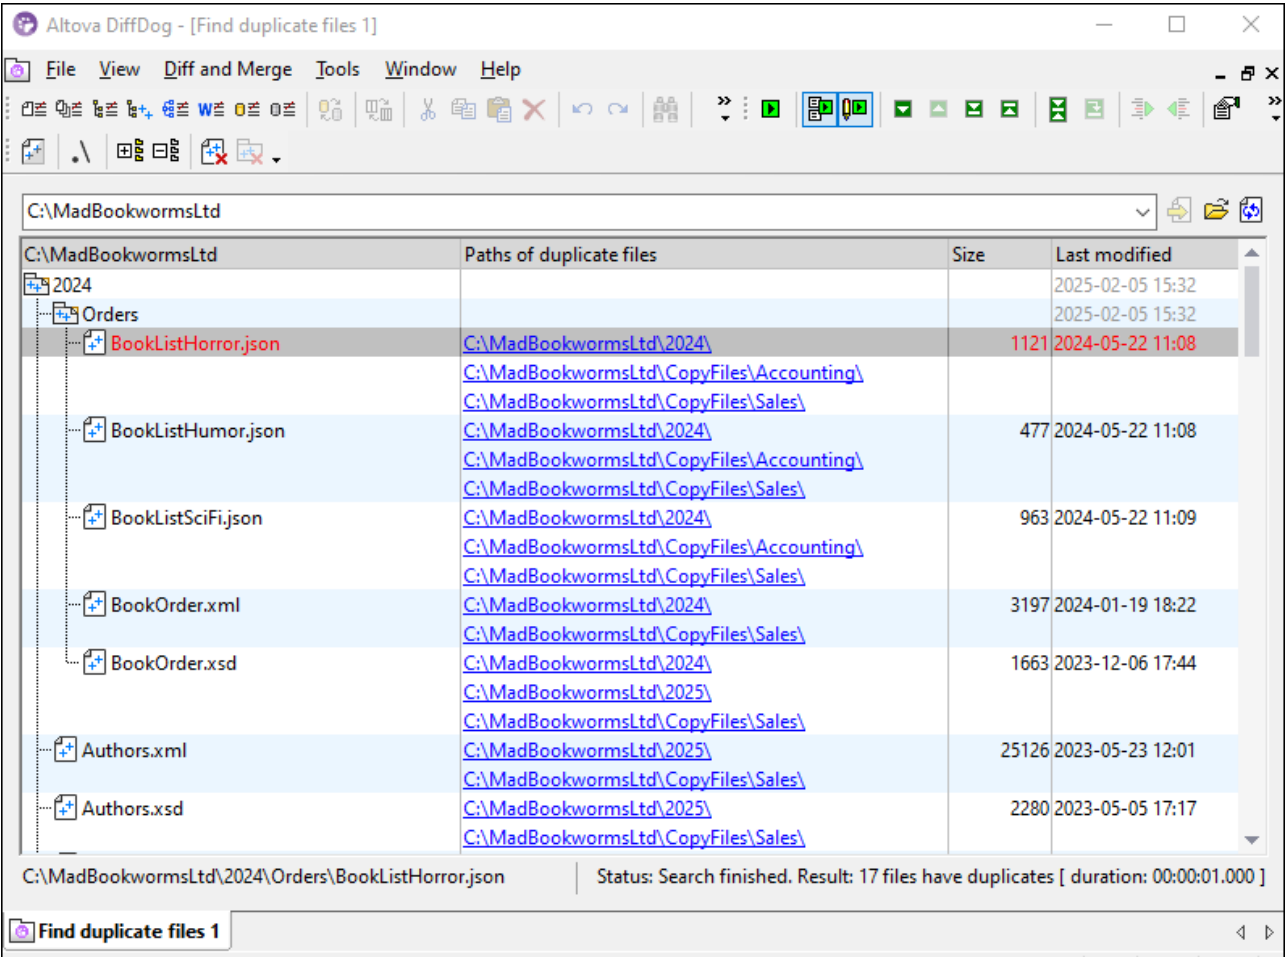 Altova DiffDog - [Find duplicate files 1]
File View Diff and Merge Tools Window Help
C:\MadBookwormsLtd
C:\MadBookwormsLtd Paths of duplicate files Size Last modified
2024 2025-02-05 15:32
Orders 2025-02-05 15:32
BookListHorror.json C:\MadBookwormsLtd\2024\ 1121 2024-05-22 11:08
C:\MadBookwormsLtd\CopyFiles\Accounting\
C:\MadBookwormsLtd\CopyFiles\Sales\
BookListHumor.json C:\MadBookwormsLtd\2024\ 477 2024-05-22 11:08
C:\MadBookwormsLtd\CopyFiles\Accounting\
C:\MadBookwormsLtd\CopyFiles\Sales\
BookListSciFi.json C:\MadBookwormsLtd\2024\ 963 2024-05-22 11:09
C:\MadBookwormsLtd\CopyFiles\Accounting\
C:\MadBookwormsLtd\CopyFiles\Sales\
BookOrder.xml C:\MadBookwormsLtd\2024\ 3197 2024-01-19 18:22
C:\MadBookwormsLtd\CopyFiles\Sales\
BookOrder.xsd C:\MadBookwormsLtd\2024\ 1663 2023-12-06 17:44
C:\MadBookwormsLtd\2025\
C:\MadBookwormsLtd\CopyFiles\Sales\
Authors.xml C:\MadBookwormsLtd\2025\ 25126 2023-05-23 12:01
C:\MadBookwormsLtd\CopyFiles\Sales\
Authors.xsd C:\MadBookwormsLtd\2025\ 2280 2023-05-05 17:17
C:\MadBookwormsLtd\CopyFiles\Sales\
C:\MadBookwormsLtd\2024\Orders\BookListHorror.json Status: Search finished. Result: 17 files have duplicates [ duration: 00:00:01.000 ]
Find duplicate files 1